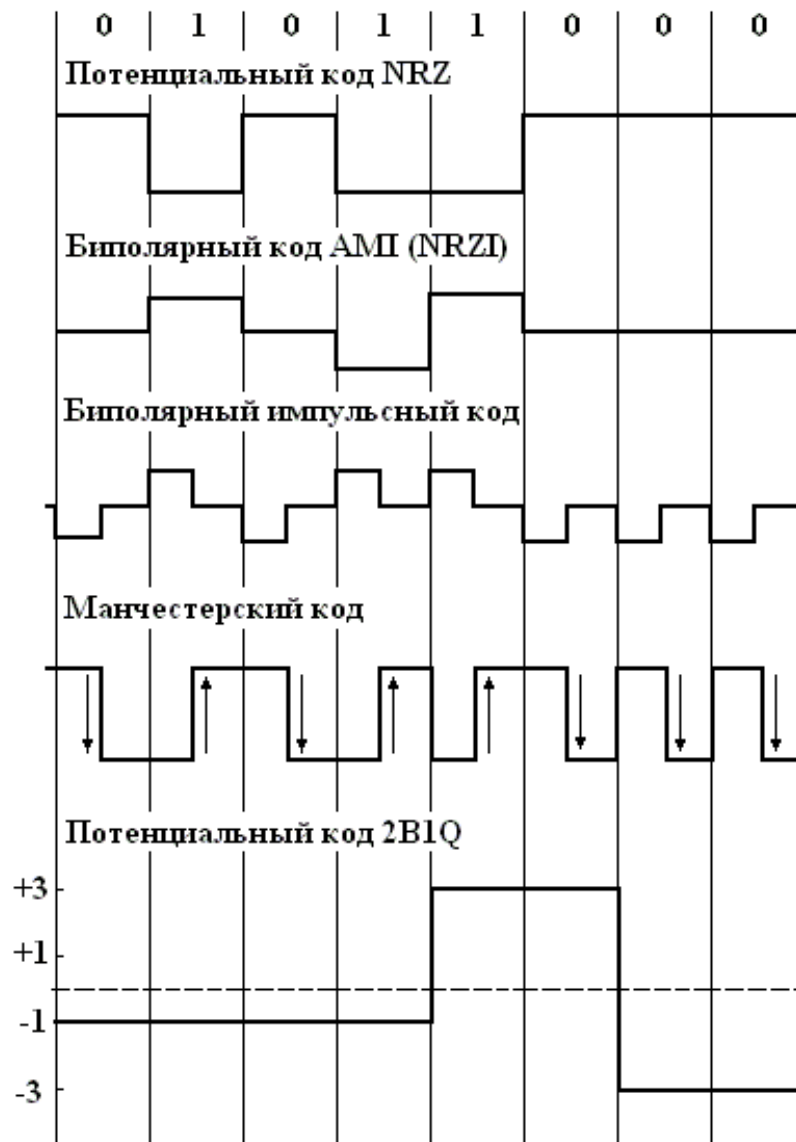 0 | 1 | 0 | 1 | 1 | 0 | 0 | 0
Потенциальный код NRZ
Биполярный код AMI (NRZI)
Биполярный импульсный код
Манчестерский код
Потенциальный код 2B1Q
+3
+1
-1
-3